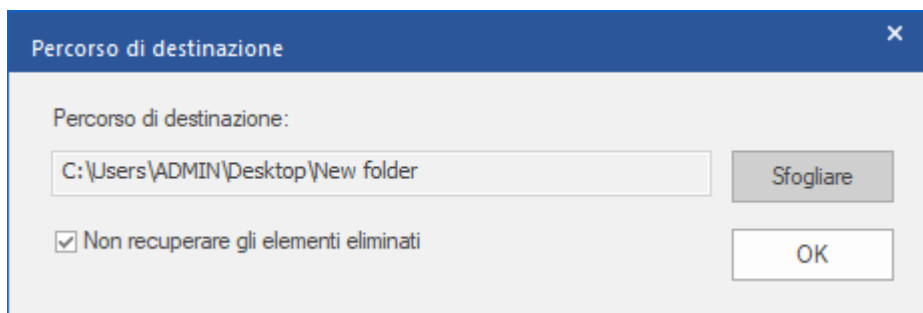 Percorso di destinazione
Percorso di destinazione:
C:\Users\ADMIN\Desktop\New folder
Sfogliare
Non recuperare gli elementi eliminati
OK